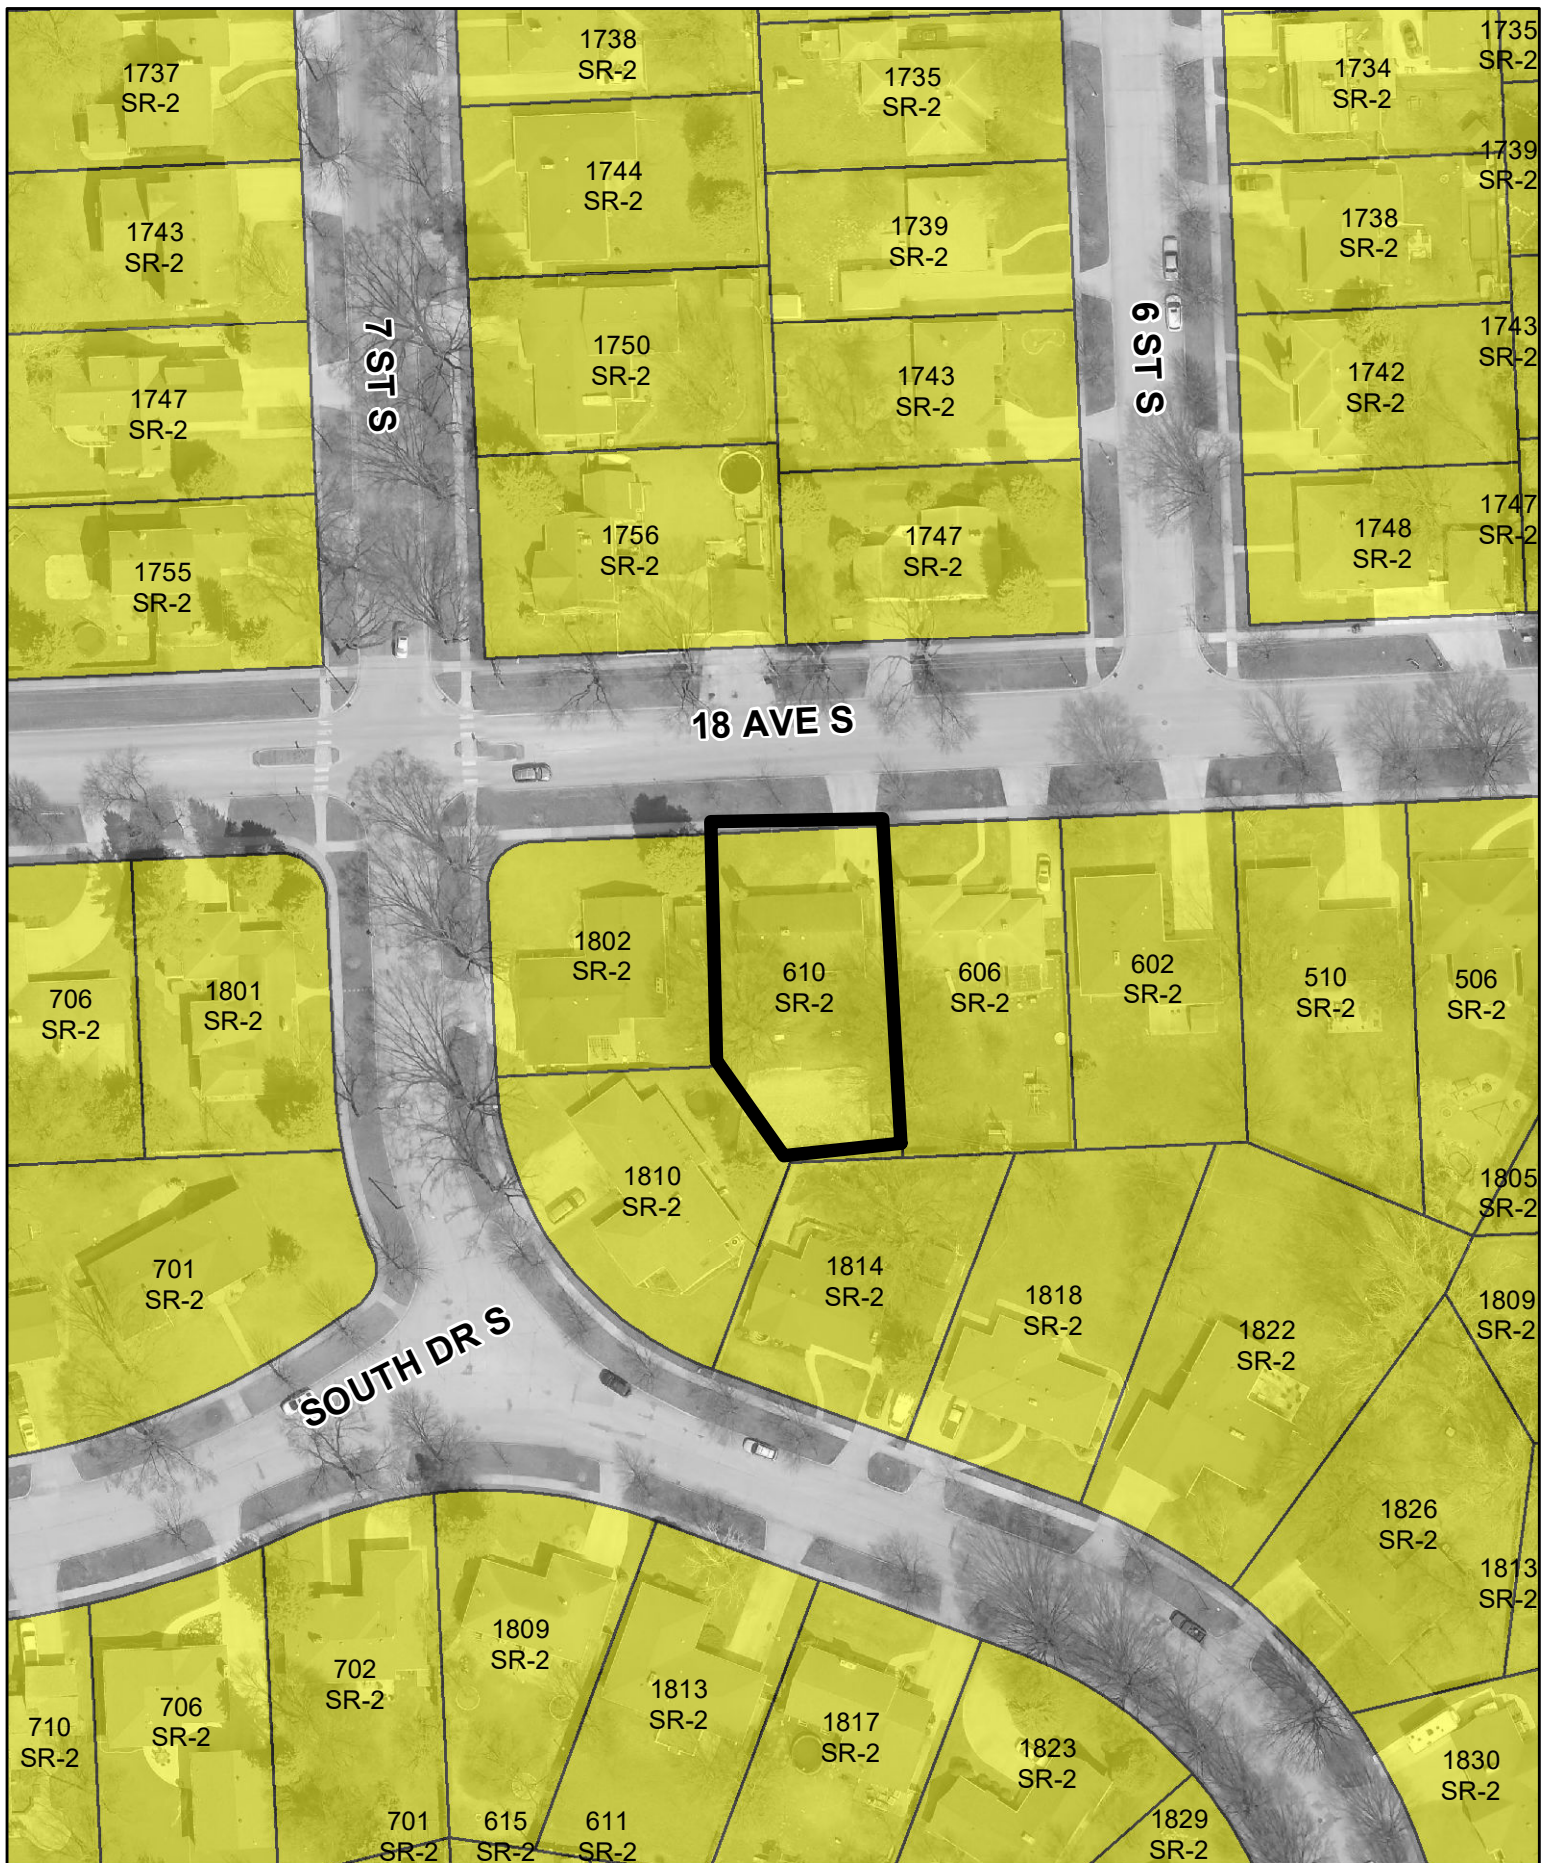 1737
SR-2
1738
SR-2
1735
SR-2
1734
SR-2
1735
SR-2
1743
SR-2
1744
SR-2
1739
SR-2
1738
SR-2
1739
SR-2
1747
SR-2
7 ST S
1750
SR-2
1743
SR-2
6 ST S
1742
SR-2
1743
SR-2
1755
SR-2
1756
SR-2
1747
SR-2
1748
SR-2
1747
SR-2
18 AVE S
706
SR-2
1801
SR-2
1802
SR-2
610
SR-2
606
SR-2
602
SR-2
510
SR-2
506
SR-2
701
SR-2
1810
SR-2
1814
SR-2
1818
SR-2
1822
SR-2
1805
SR-2
1809
SR-2
SOUTH DR S
1826
SR-2
1813
SR-2
710
SR-2
706
SR-2
702
SR-2
1809
SR-2
1813
SR-2
1817
SR-2
1823
SR-2
1830
SR-2
701
SR-2
615
SR-2
611
SR-2
1829
SR-2